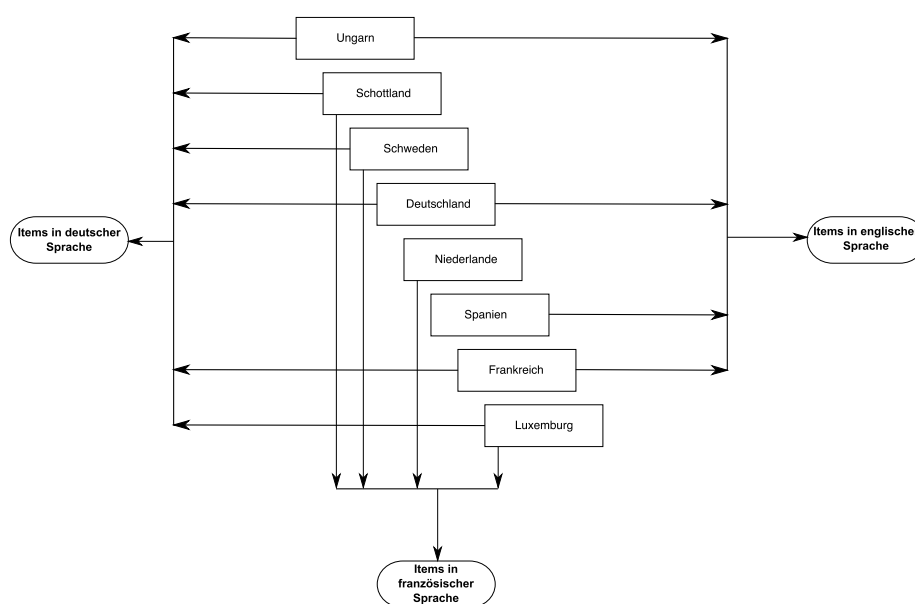 Ungarn
Schottland
Schweden
Deutschland
Items in deutscher
Sprache
Items in englische
Sprache
Niederlande
Spanien
Frankreich
Luxemburg
Items in
französischer
Sprache